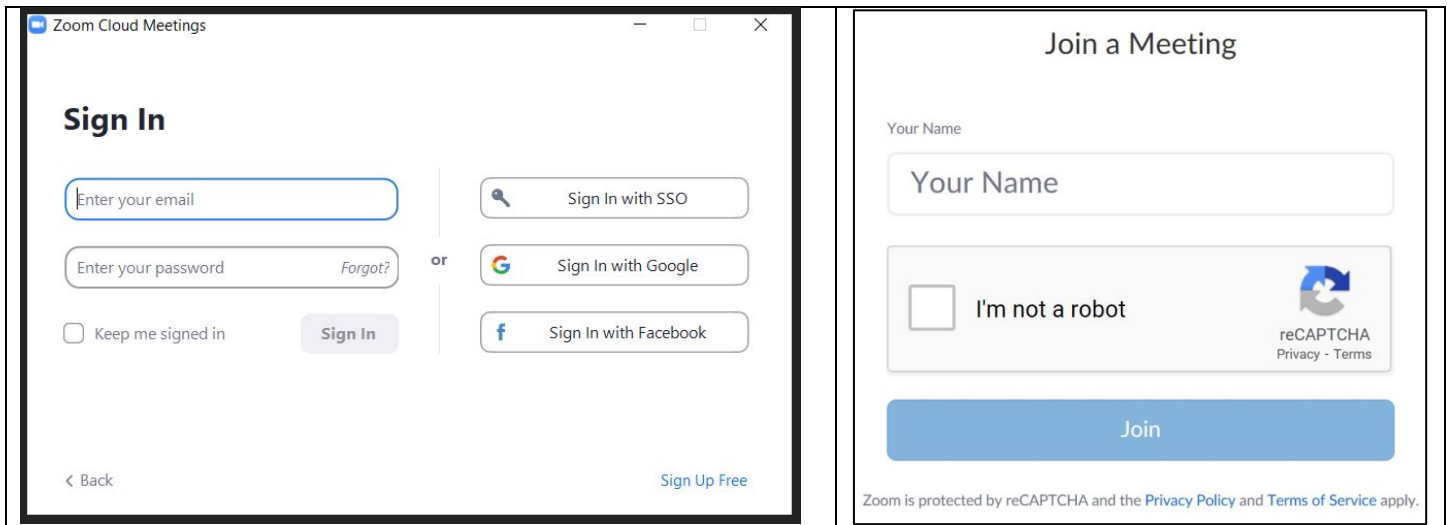 Zoom Cloud Meetings
Sign In
Enter your email
Enter your password Forgot?
Keep me signed in Sign In
or
Sign In with SSO
Sign In with Google
Sign In with Facebook
< Back
Sign Up Free
Join a Meeting
Your Name
Your Name
I'm not a robot
reCAPTCHA
Privacy - Terms
Join
Zoom is protected by reCAPTCHA and the Privacy Policy and Terms of Service apply.